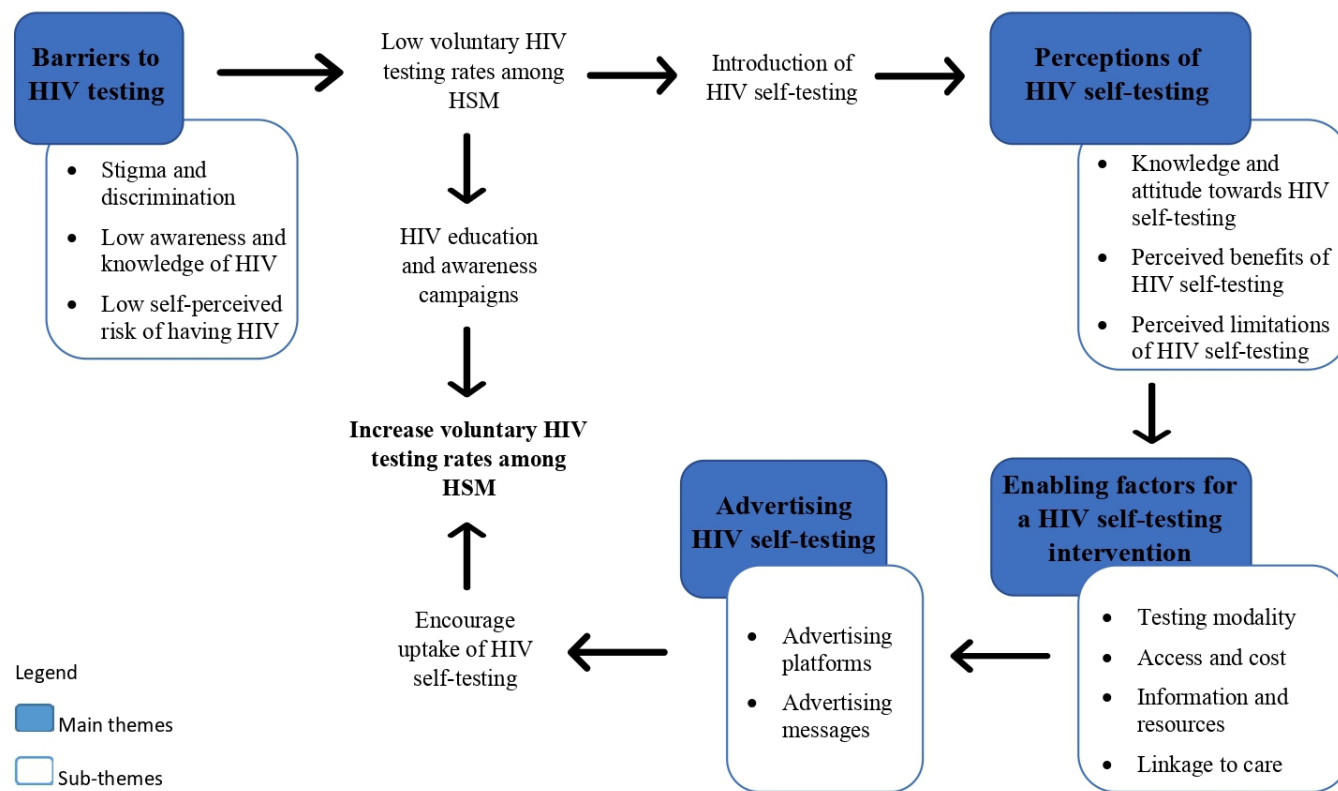 Barriers to
HIV testing
• Stigma and
discrimination
• Low awareness and
knowledge of HIV
• Low self-perceived
risk of having HIV
Low voluntary HIV
testing rates among
HSM
Introduction of
HIV self-testing
Perceptions of
HIV self-testing
• Knowledge and
attitude towards HIV
self-testing
• Perceived benefits of
HIV self-testing
• Perceived limitations
of HIV self-testing
HIV education
and awareness
campaigns
Increase voluntary HIV
testing rates among
HSM
Enabling factors for
a HIV self-testing
intervention
• Testing modality
• Access and cost
• Information and
resources
• Linkage to care
Advertising
HIV self-testing
• Advertising
platforms
• Advertising
messages
Encourage
uptake of HIV
self-testing
Legend
Main themes
Sub-themes